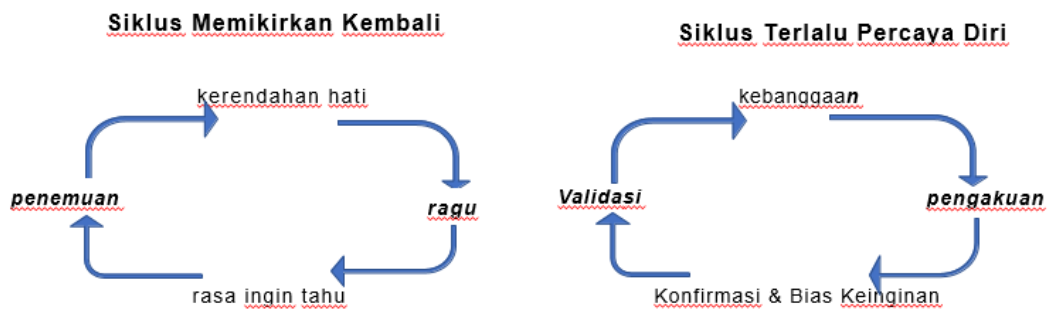 Siklus Memikirkan Kembali
kerendahan hati
penemuan
ragu
rasa ingin tahu
Siklus Terlalu Percaya Diri
kebanggaan
Validasi
pengakuan
Konfirmasi & Bias Keinginan